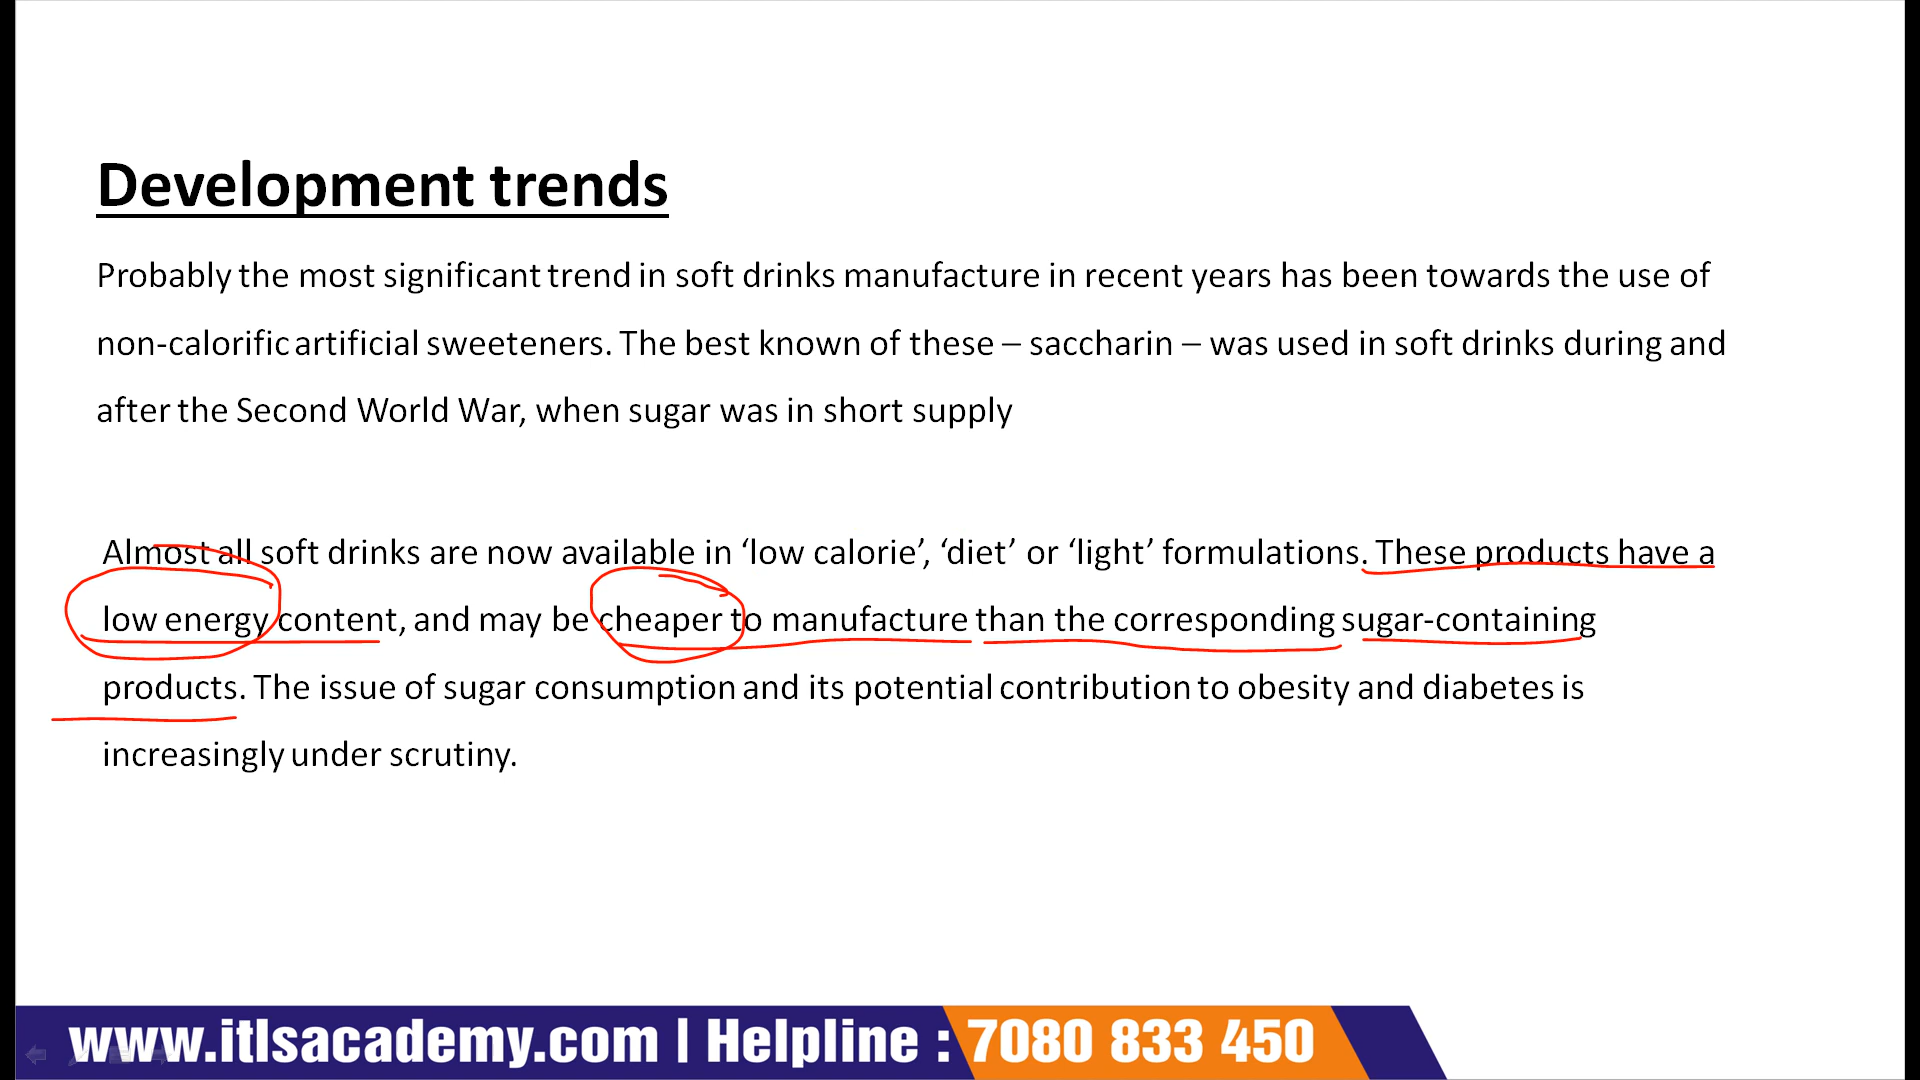 Development trends
Probably the most significant trend in soft drinks manufacture in recent years has been towards the use of
non-calorific artificial sweeteners. The best known of these – saccharin – was used in soft drinks during and
after the Second World War, when sugar was in short supply
Almost all soft drinks are now available in ‘low calorie’, ‘diet’ or ‘light’ formulations. These products have a
low energy content, and may be cheaper to manufacture than the corresponding sugar-containing
products. The issue of sugar consumption and its potential contribution to obesity and diabetes is
increasingly under scrutiny.
www.itlsacademy.com | Helpline : 7080 833 450